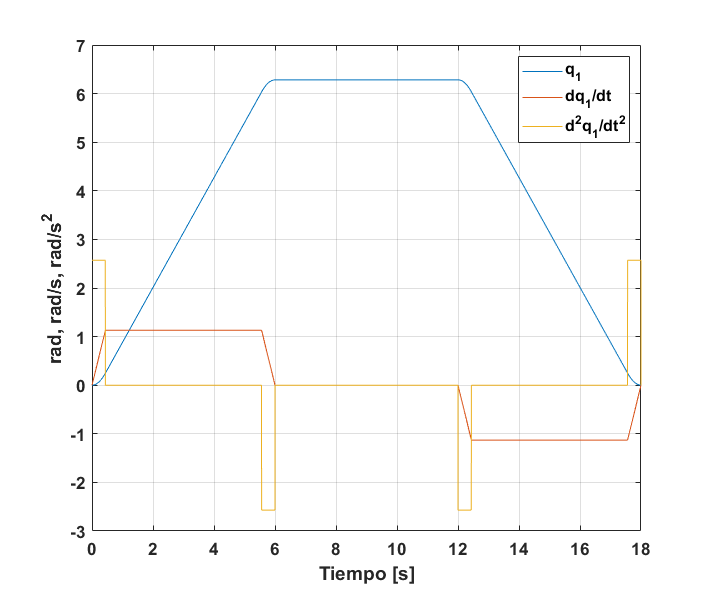 7
6
5
4
3
2
1
0
-1
-2
-3
rad, rad/s, rad/s²
q₁
dq₁/dt
d²q₁/dt²
0 2 4 6 8 10 12 14 16 18
Tiempo [s]